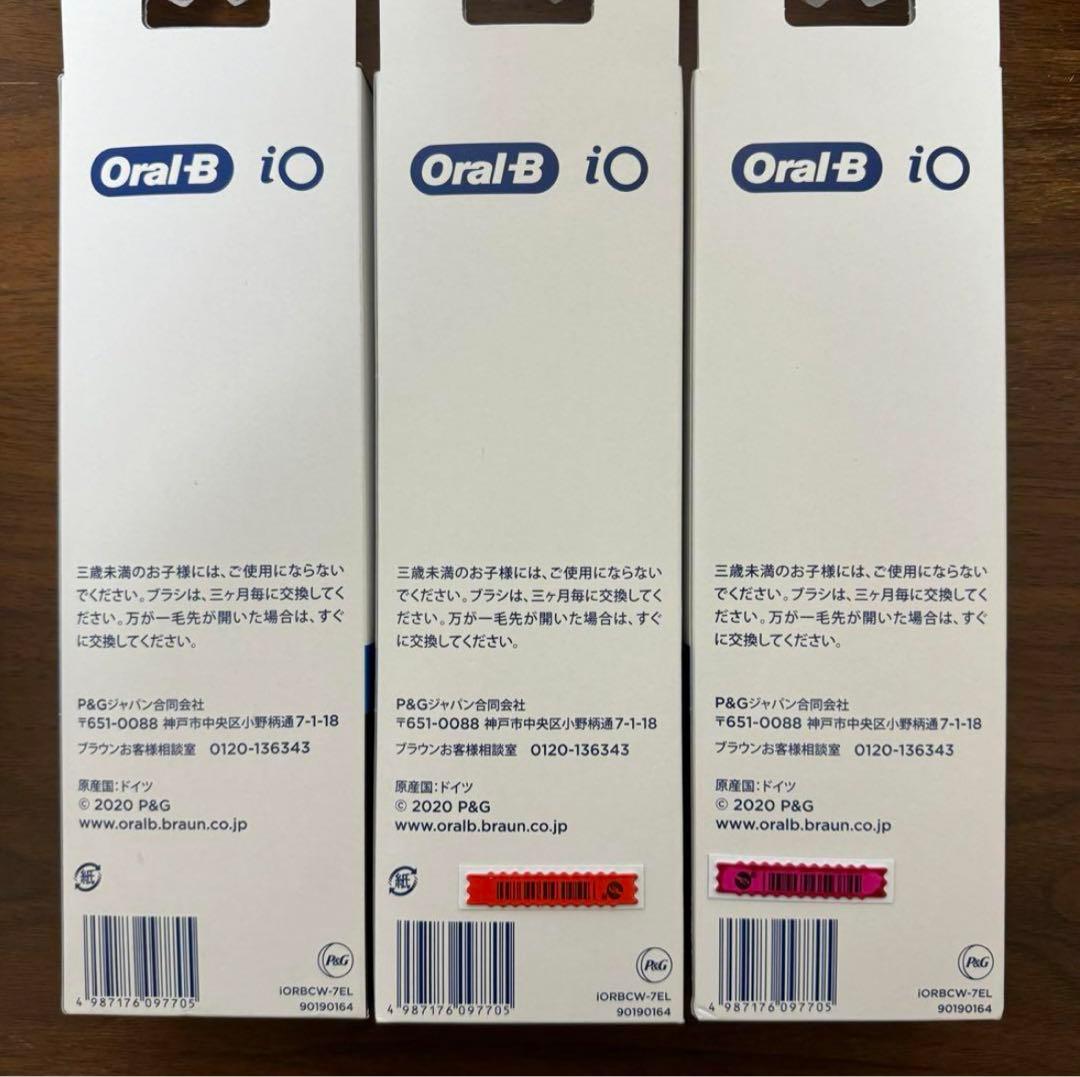 Oral-B iO
三歳未満のお子様には、ご使用にならない
でください。ブラシは、三ヶ月毎に交換してく
ださい。万が一毛先が開いた場合は、すぐ
に交換してください。
P&Gジャパン合同会社
〒651-0088 神戸市中央区小野柄通7-1-18
ブラウンお客様相談室 0120-136343
原産国:ドイツ
© 2020 P&G
www.oralb.braun.co.jp
紙
P&G
iORBCW-7EL
4 987176 097705
90190164
Oral-B iO
三歳未満のお子様には、ご使用にならない
でください。ブラシは、三ヶ月毎に交換してく
ださい。万が一毛先が開いた場合は、すぐ
に交換してください。
P&Gジャパン合同会社
〒651-0088 神戸市中央区小野柄通7-1-18
ブラウンお客様相談室 0120-136343
原産国:ドイツ
© 2020 P&G
www.oralb.braun.co.jp
紙
P&G
iORBCW-7EL
4 987176 097705
90190164
Oral-B iO
三歳未満のお子様には、ご使用にならない
でください。ブラシは、三ヶ月毎に交換してく
ださい。万が一毛先が開いた場合は、すぐ
に交換してください。
P&Gジャパン合同会社
〒651-0088 神戸市中央区小野柄通7-1-18
ブラウンお客様相談室 0120-136343
原産国:ドイツ
© 2020 P&G
www.oralb.braun.co.jp
P&G
iORBCW-7EL
4 987176 097705
90190164